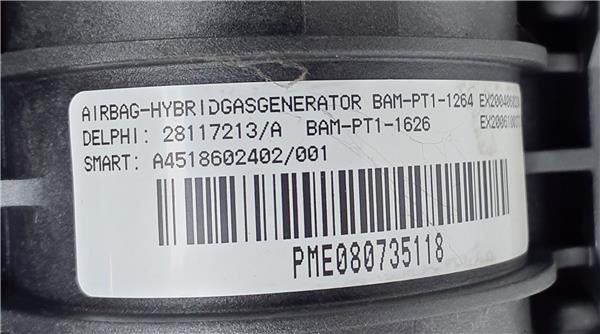 AIRBAG-HYBRIDGASGENERATOR BAM-PT1-1264
DELPHI: 28117213/A BAM-PT1-1626
SMART: A4518602402/001
PME080735118